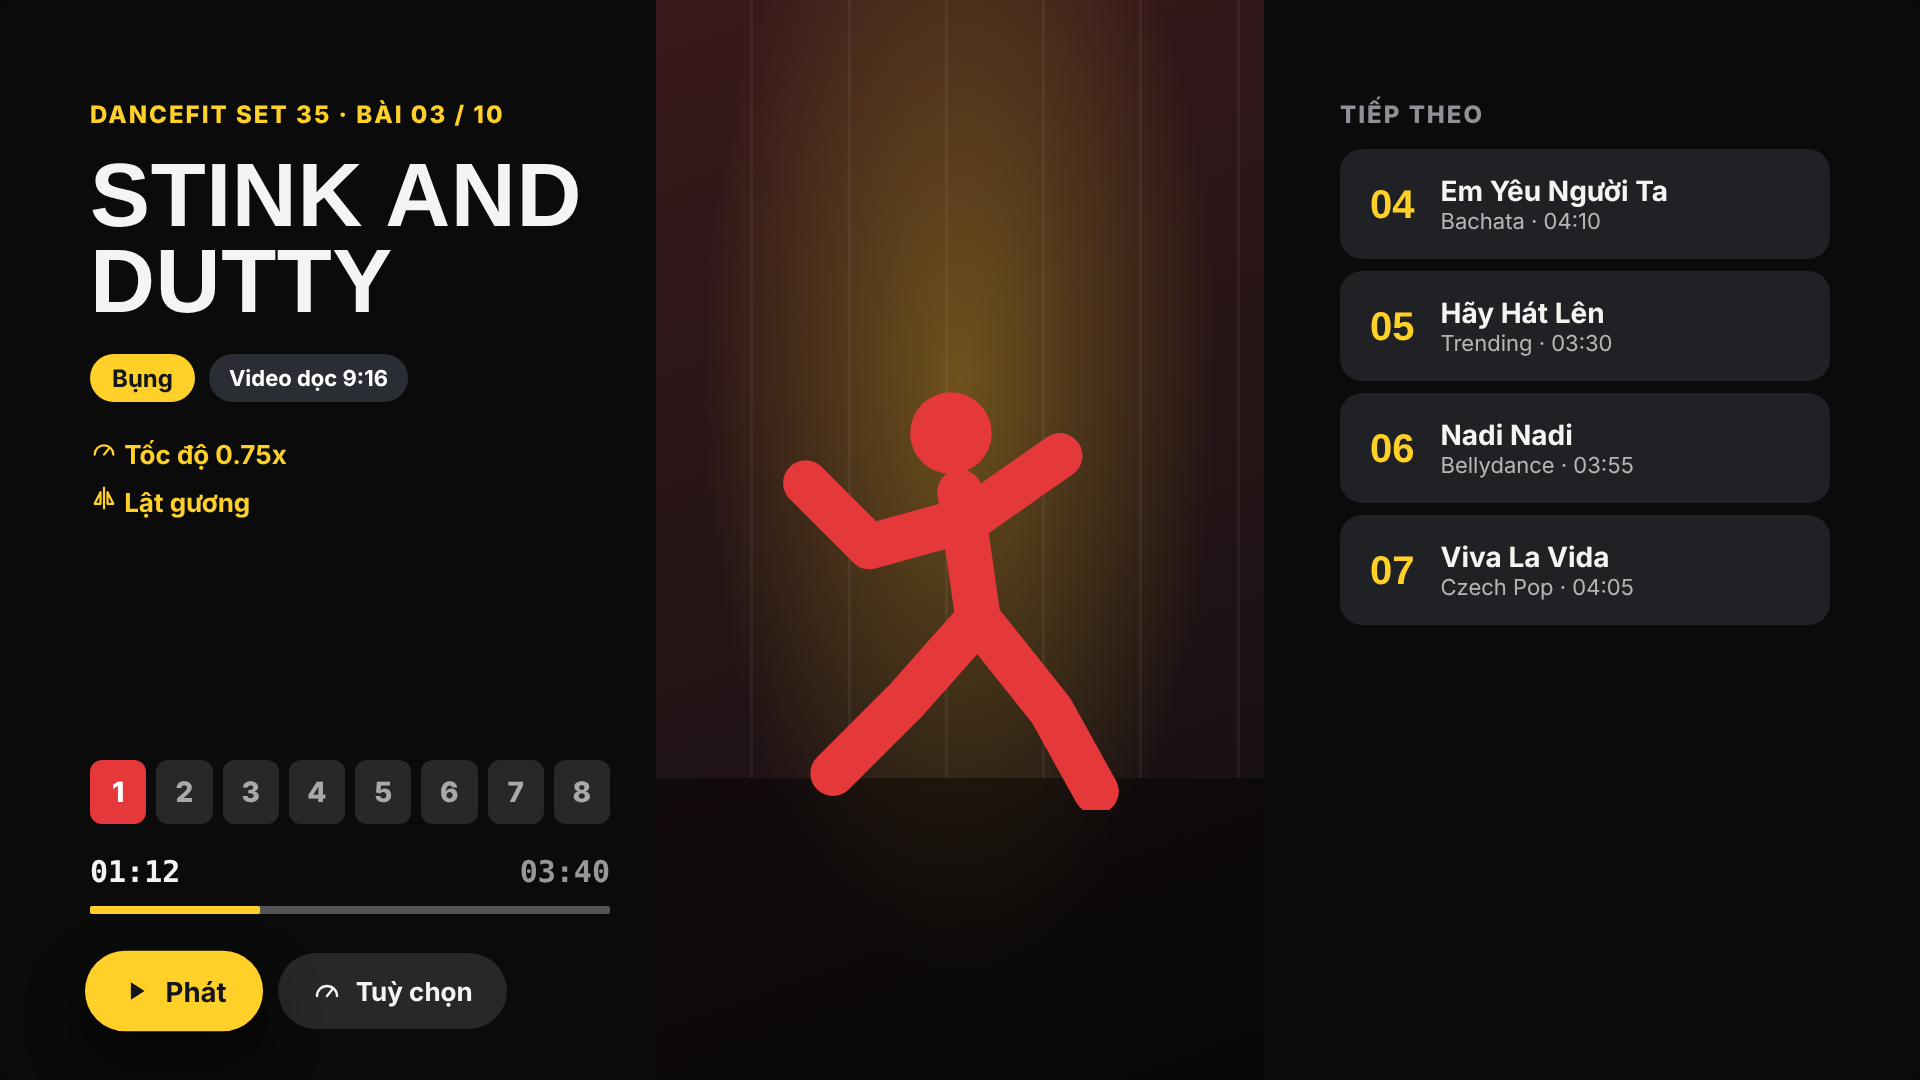 DANCEFIT SET 35 · BÀI 03 / 10
STINK AND
DUTTY
Bụng
Video dọc 9:16
Tốc độ 0.75x
Lật gương
1 2 3 4 5 6 7 8
01:12 03:40
Phát
Tuỳ chọn
TIẾP THEO
04
Em Yêu Người Ta
Bachata · 04:10
05
Hãy Hát Lên
Trending · 03:30
06
Nadi Nadi
Bellydance · 03:55
07
Viva La Vida
Czech Pop · 04:05